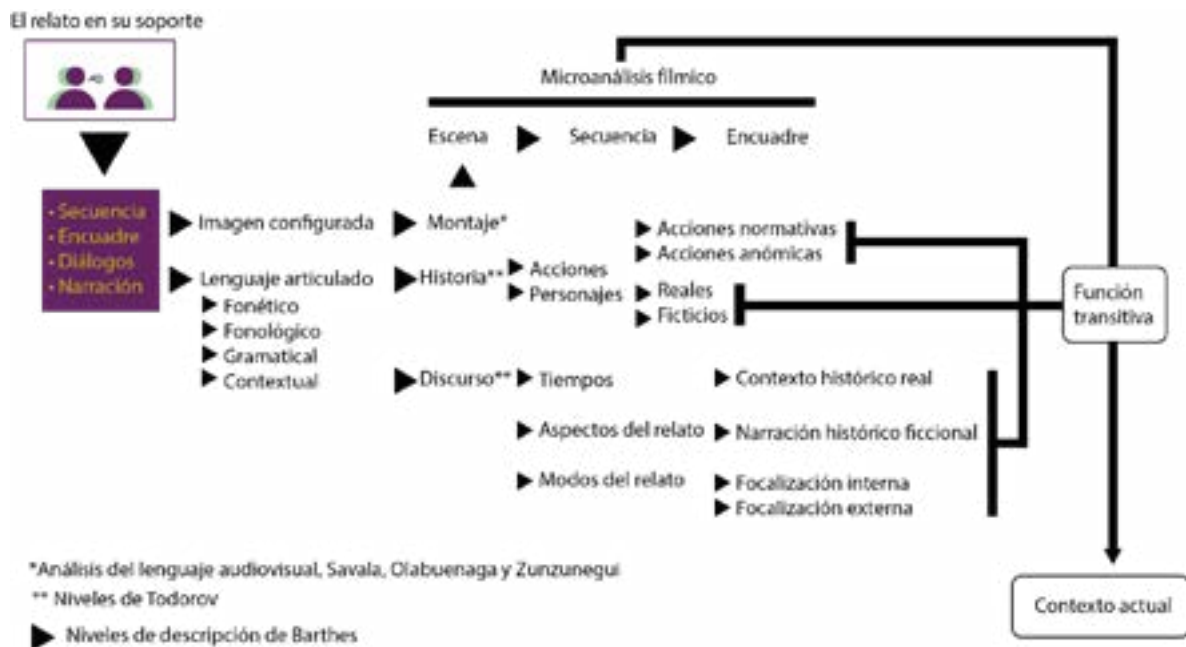 El relato en su soporte
Microanálisis fílmico
Escena
Secuencia
Encuadre
• Secuencia
• Encuadre
• Diálogos
• Narración
Imagen configurada
Montaje*
Lenguaje articulado
Fonético
Fonológico
Gramatical
Contextual
Historia**
Acciones
Personajes
Acciones normativas
Acciones anómicas
Reales
Ficticios
Función
transitiva
Discurso**
Tiempos
Contexto histórico real
Aspectos del relato
Narración histórico ficcional
Modos del relato
Focalización interna
Focalización externa
*Análisis del lenguaje audiovisual, Savala, Olabuenaga y Zunzunegui
** Niveles de Todorov
Niveles de descripción de Barthes
Contexto actual